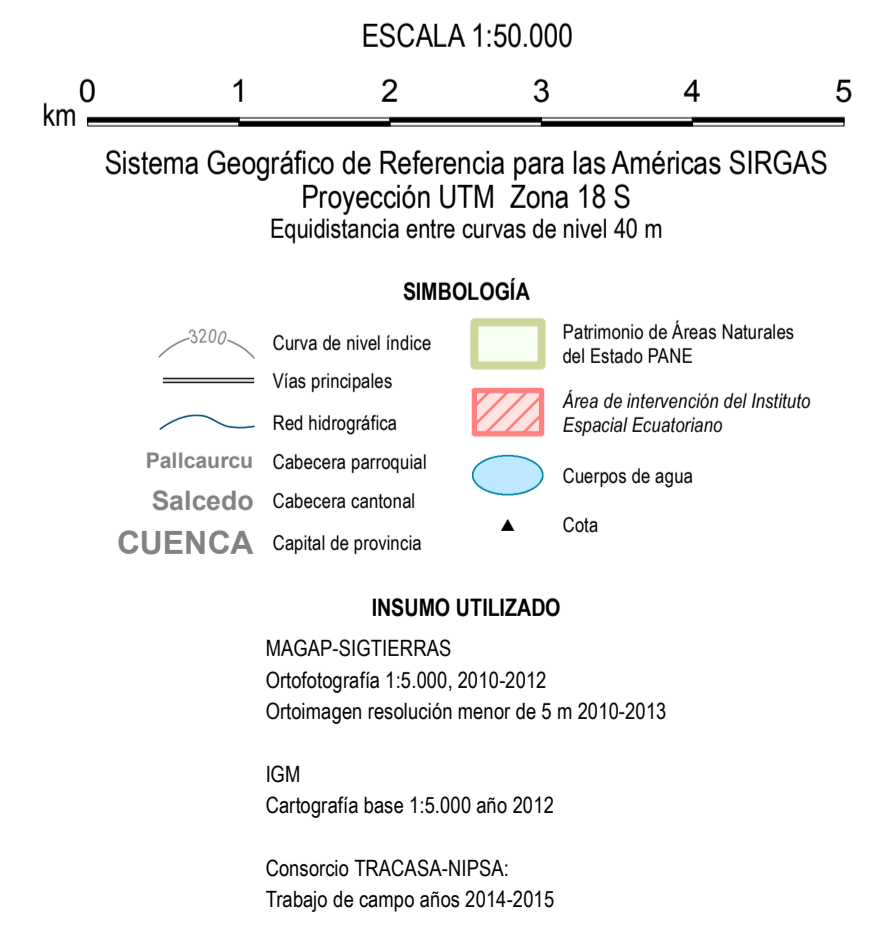 ESCALA 1:50.000
0 1 2 3 4 5
km
Sistema Geográfico de Referencia para las Américas SIRGAS
Proyección UTM Zona 18 S
Equidistancia entre curvas de nivel 40 m
SIMBOLOGÍA
3200 Curva de nivel índice
Vías principales
Red hidrográfica
Pallcaurcu Cabecera parroquial
Salcedo Cabecera cantonal
CUENCA Capital de provincia
Patrimonio de Áreas Naturales
del Estado PANE
Área de intervención del Instituto
Espacial Ecuatoriano
Cuerpos de agua
Cota
INSUMO UTILIZADO
MAGAP-SIGTIERRAS
Ortofotografía 1:5.000, 2010-2012
Ortoimagen resolución menor de 5 m 2010-2013
IGM
Cartografía base 1:5.000 año 2012
Consorcio TRACASA-NIPSA:
Trabajo de campo años 2014-2015